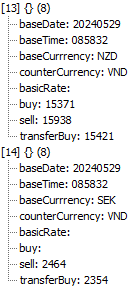 [13] {} (8)
baseDate: 20240529
baseTime: 085832
baseCurrrency: NZD
counterCurrency: VND
basicRate:
buy: 15371
sell: 15938
transferBuy: 15421
[14] {} (8)
baseDate: 20240529
baseTime: 085832
baseCurrrency: SEK
counterCurrency: VND
basicRate:
buy:
sell: 2464
transferBuy: 2354